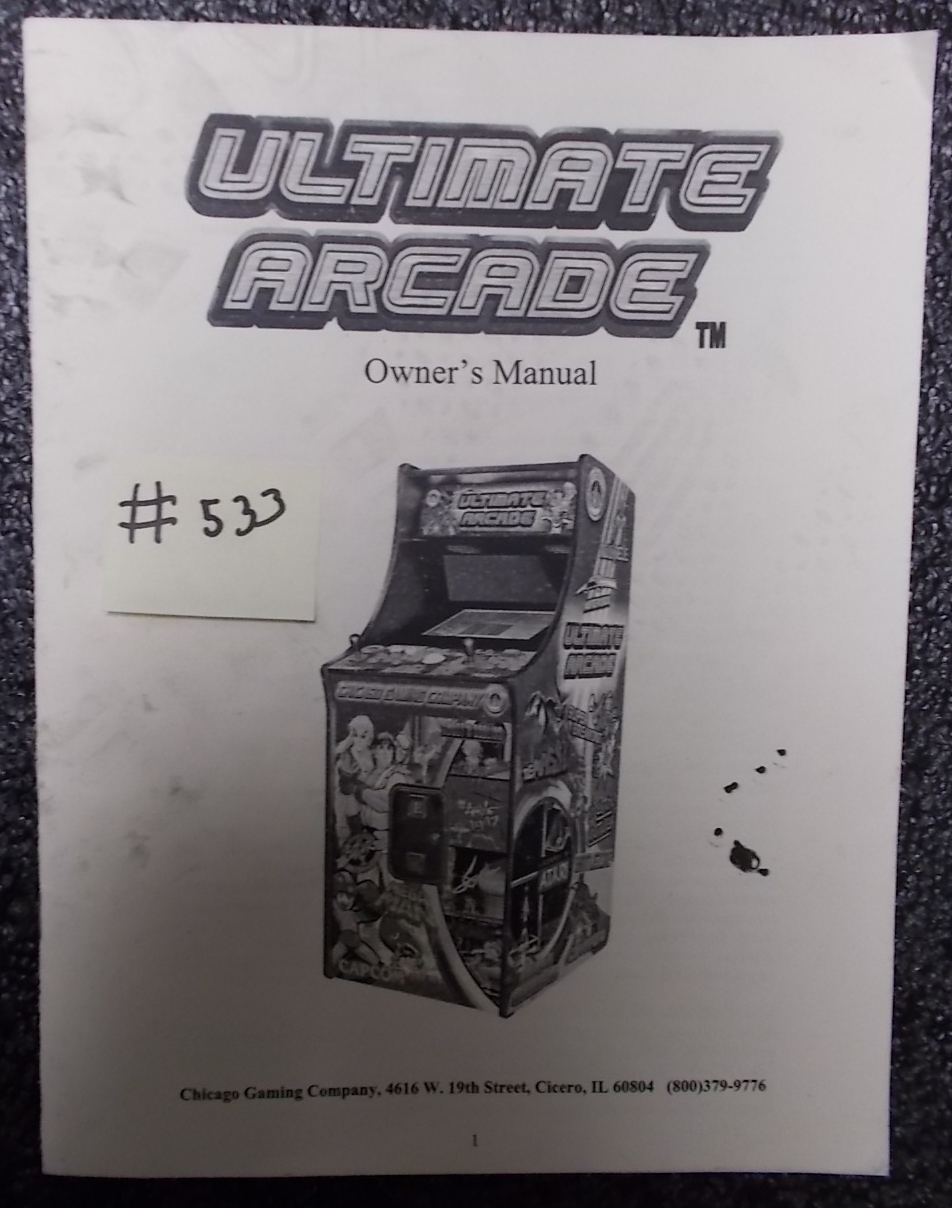 ULTIMATE
ARCADE
TM
Owner's Manual
# 533
ULTIMATE
ARCADE
ULTIMATE
ARCADE
CHICAGO GAMING COMPANY
ATARI
CAPCOM
Chicago Gaming Company, 4616 W. 19th Street, Cicero, IL 60804 (800)379-9776
1